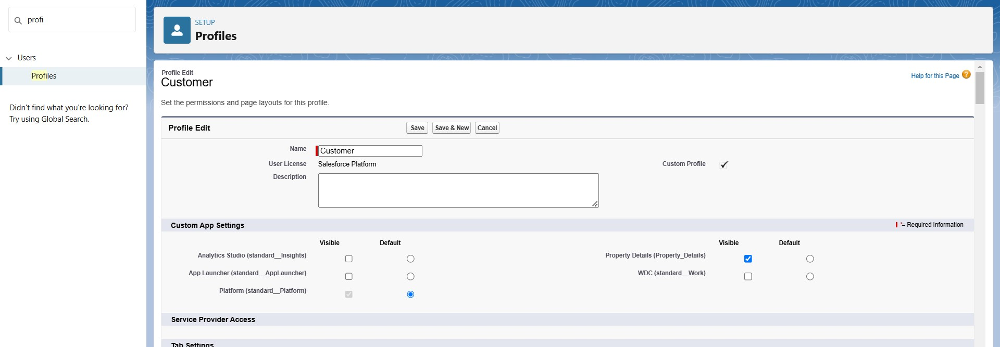 profi
Users
Profiles
Didn't find what you're looking for?
Try using Global Search.
SETUP
Profiles
Profile Edit
Customer
Help for this Page ?
Set the permissions and page layouts for this profile.
Profile Edit
Save
Save & New
Cancel
Name
Customer
User License
Salesforce Platform
Custom Profile
Description
Custom App Settings
*= Required Information
Visible Default
Visible Default
Analytics Studio (standard__Insights)
Property Details (Property_Details)
App Launcher (standard__AppLauncher)
WDC (standard__Work)
Platform (standard__Platform)
Service Provider Access
Tab Settings